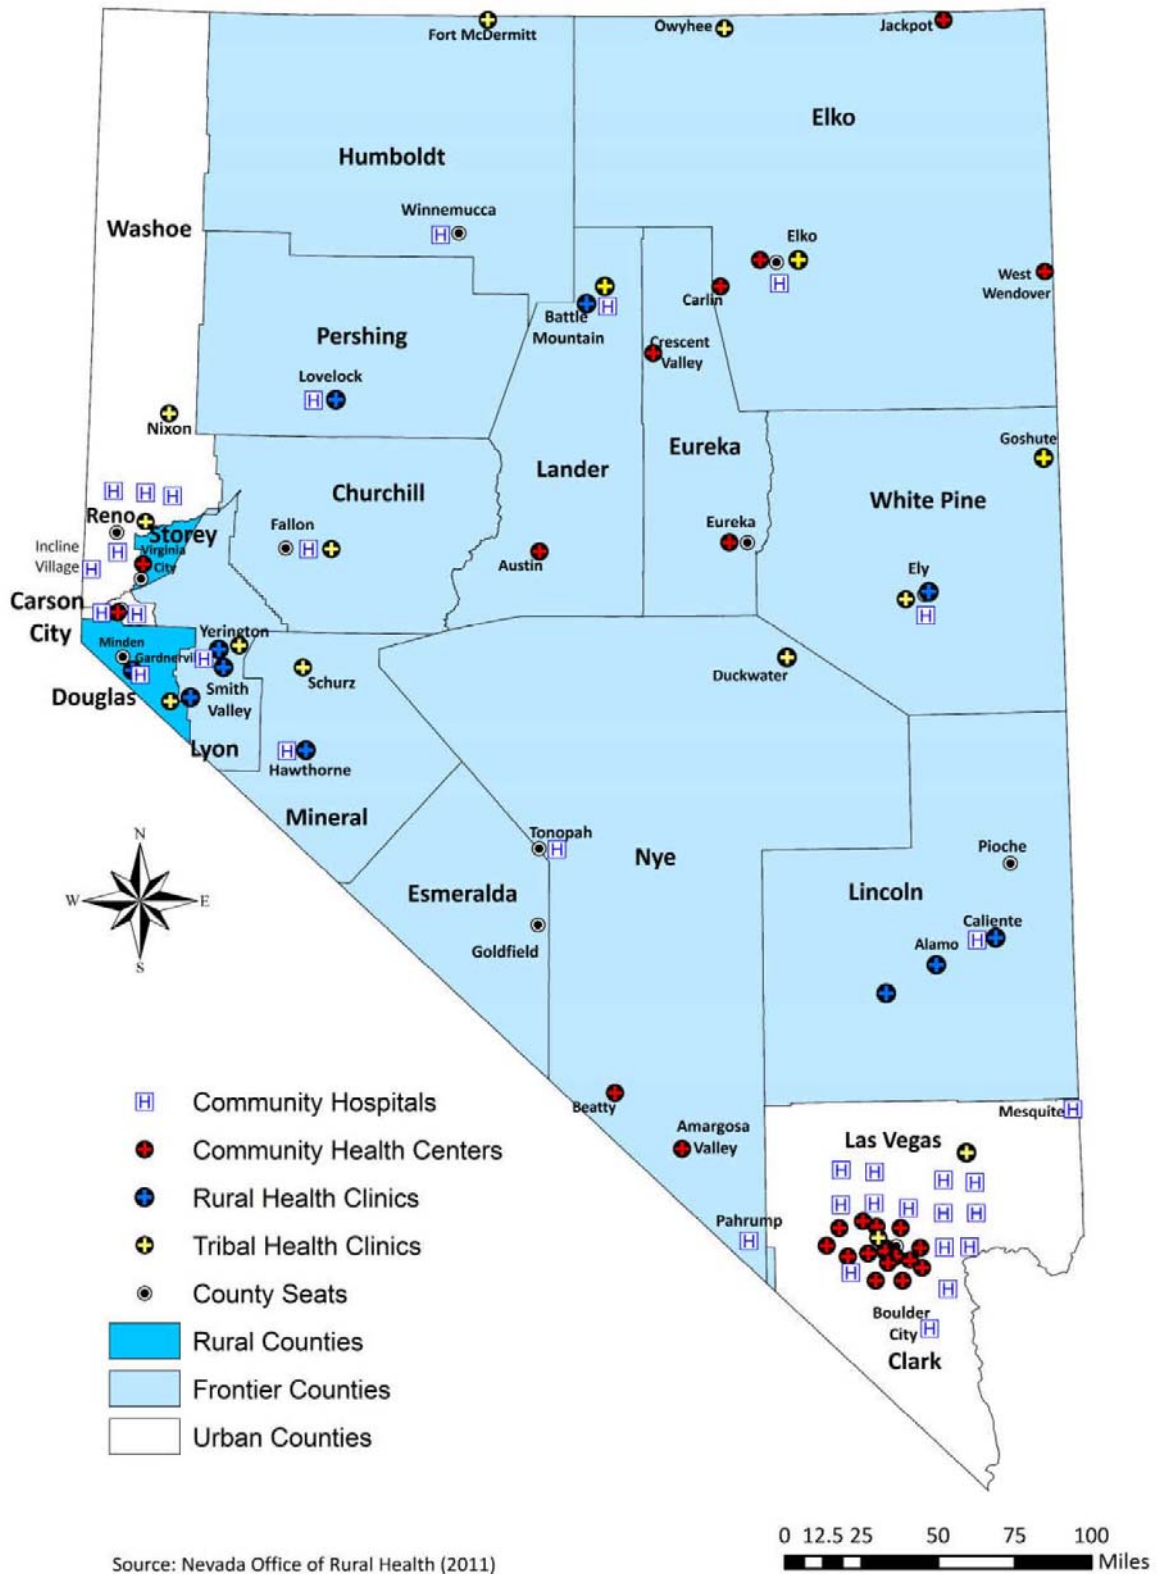 Fort McDermitt
Owyhee
Jackpot
Elko
Humboldt
Winnemucca
H
Washoe
Elko
H
West
Wendover
Carlin
Battle
Mountain
H
Crescent
Valley
Pershing
Lovelock
H
Nixon
Goshute
Eureka
Lander
White Pine
Churchill
H H H
Reno
Storey
Virginia
City
Fallon
H
Eureka
Austin
Incline
Village
H
H
Ely
H
Carson
City
H H
Minden
Gardnervil
H
Yerington
H
Smith
Valley
Schurz
Duckwater
Douglas
Lyon
H
Hawthorne
Mineral
N
W E
S
Tonopah
H
Nye
Pioche
Esmeralda
Lincoln
Caliente
H
Alamo
Goldfield
Beatty
Amargosa
Valley
Mesquite H
Las Vegas
H H H H
H H H H H
Pahrump
H
H H
H
H
Boulder
City H
Clark
H Community Hospitals
Community Health Centers
Rural Health Clinics
Tribal Health Clinics
County Seats
Rural Counties
Frontier Counties
Urban Counties
0 12.5 25 50 75 100
Miles
Source: Nevada Office of Rural Health (2011)